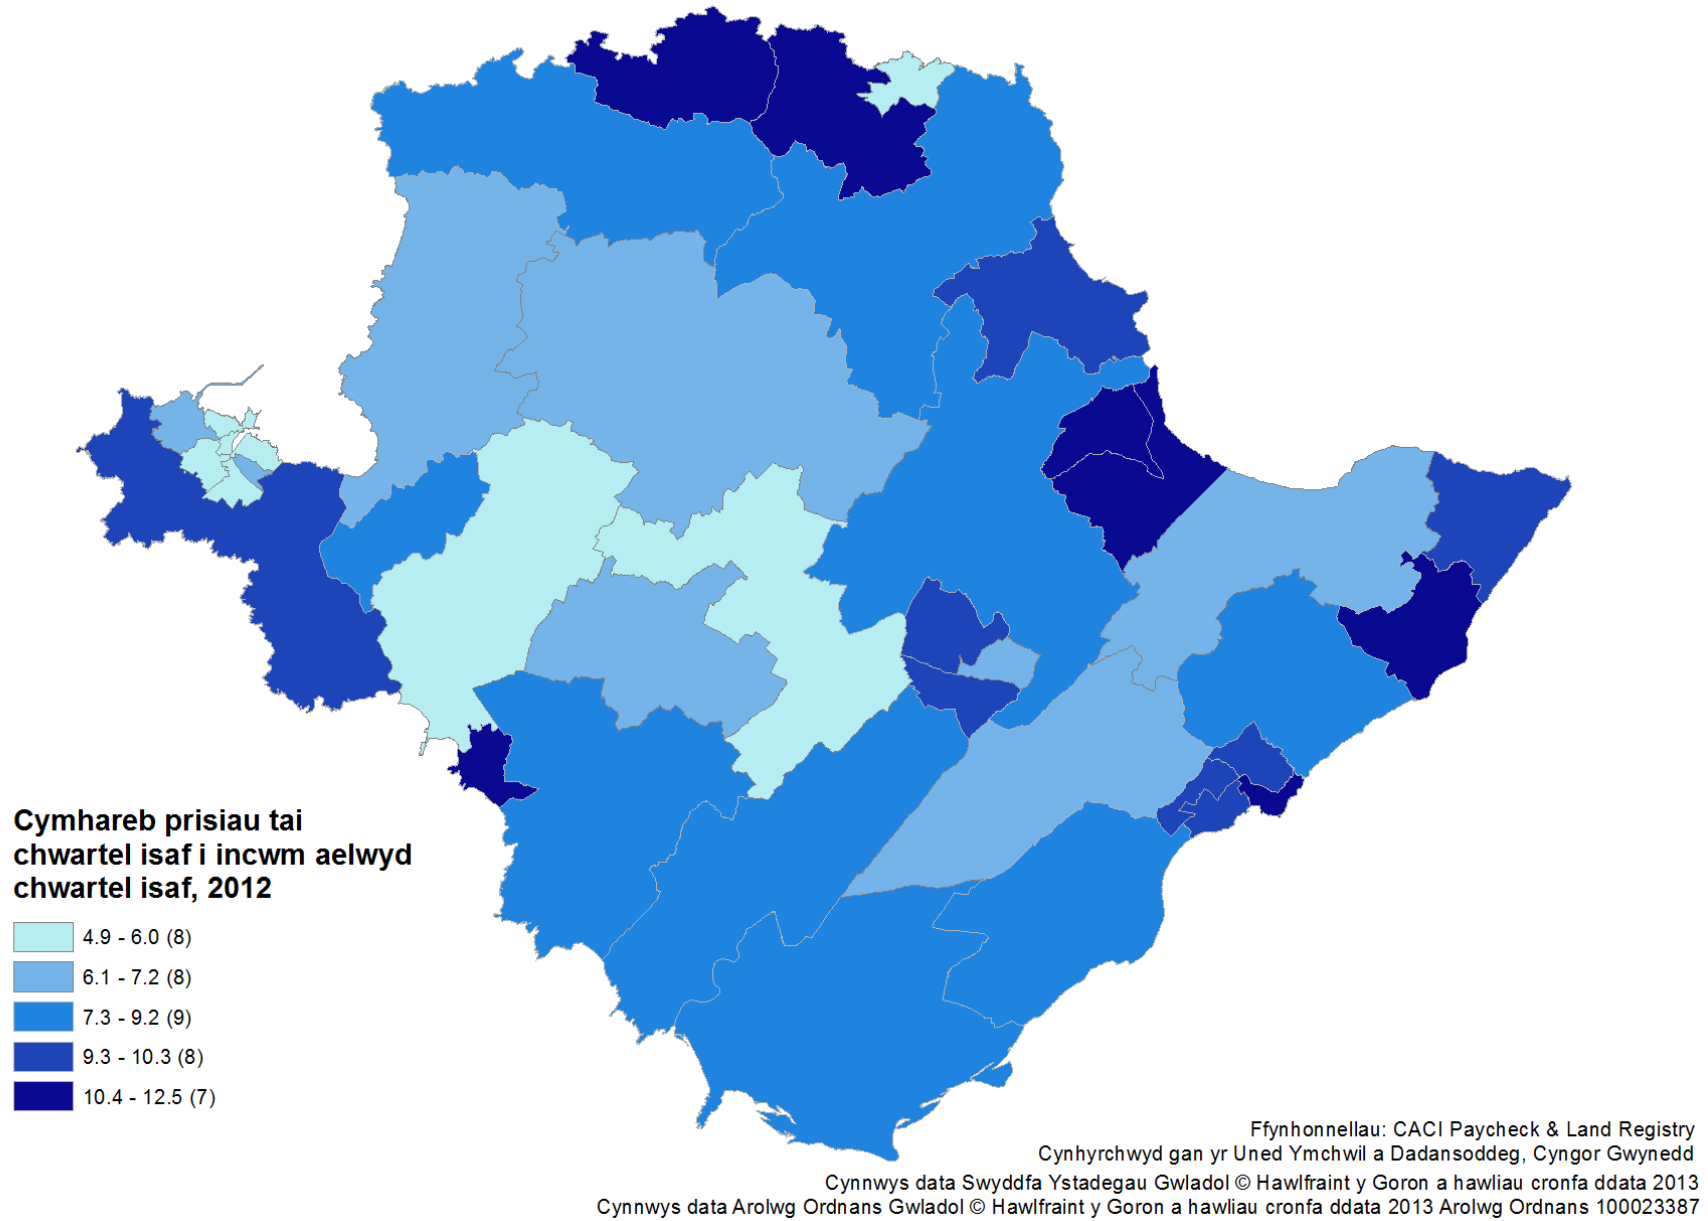 Cymhareb prisiau tai
chwartel isaf i incwm aelwyd
chwartel isaf, 2012
4.9 - 6.0 (8)
6.1 - 7.2 (8)
7.3 - 9.2 (9)
9.3 - 10.3 (8)
10.4 - 12.5 (7)
Ffynhonnellau: CACI Paycheck & Land Registry
Cynhyrchwyd gan yr Uned Ymchwil a Dadansoddeg, Cyngor Gwynedd
Cynnwys data Swyddfa Ystadegau Gwladol © Hawlfraint y Goron a hawliau cronfa ddata 2013
Cynnwys data Arolwg Ordnans Gwladol © Hawlfraint y Goron a hawliau cronfa ddata 2013 Arolwg Ordnans 100023387